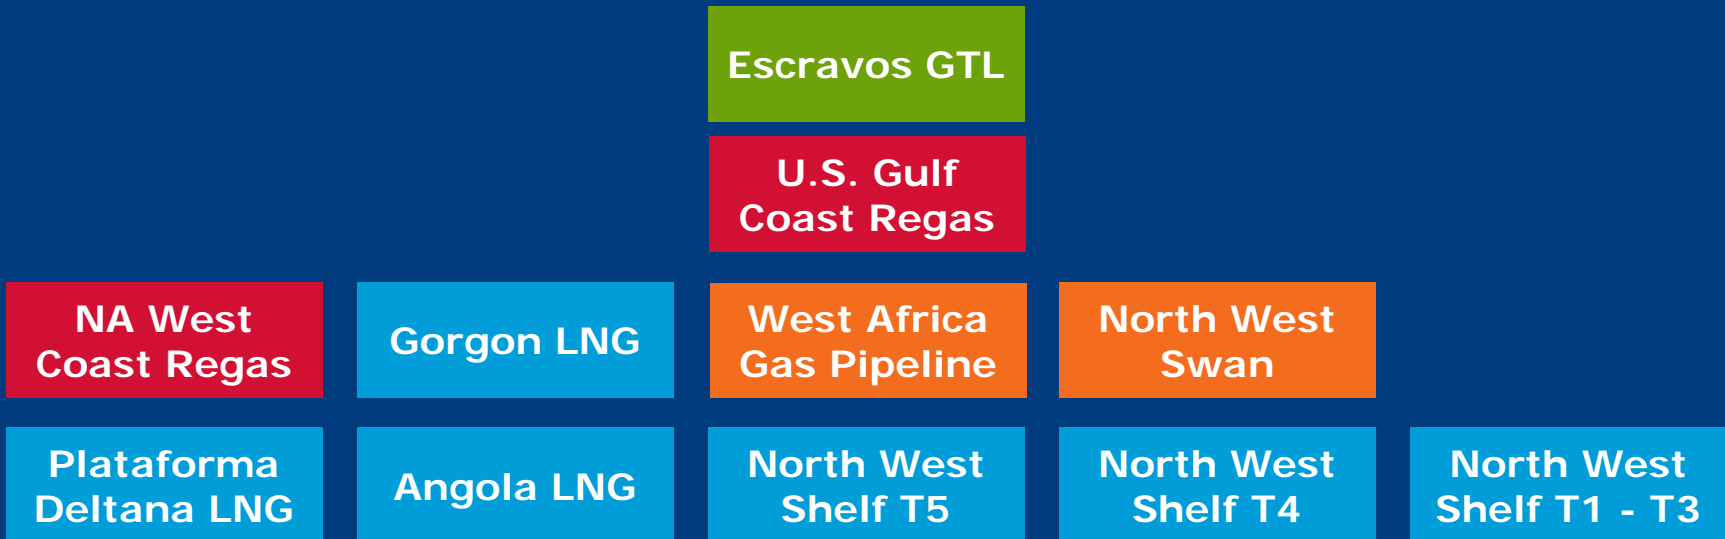 Escravos GTL
U.S. Gulf
Coast Regas
NA West
Coast Regas
Gorgon LNG
West Africa
Gas Pipeline
North West
Swan
Plataforma
Deltana LNG
Angola LNG
North West
Shelf T5
North West
Shelf T4
North West
Shelf T1 - T3